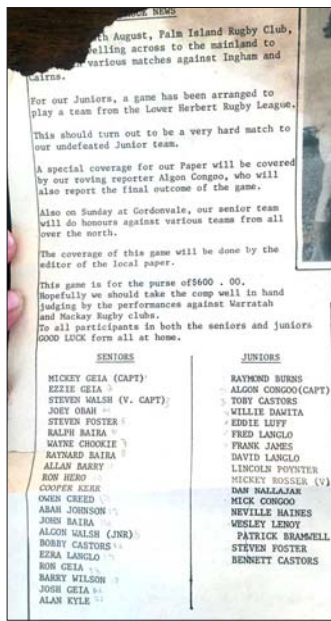 NEWS
August, Palm Island Rugby Club,
elling across to the mainland to
various matches against Ingham and
Cairns.
For our Juniors, a game has been arranged to
play a team from the Lower Herbert Rugby League.
This should turn out to be a very hard match to
our undefeated Junior team.
A special coverage for our Paper will be covered
by our roving reporter Algon Congoo, who will
also report the final outcome of the game.
Also on Sunday at Gordonvale, our senior team
will do honours against various teams from all
over the north.
The coverage of this game will be done by the
editor of the local paper.
This game is for the purse of$600 . 00.
Hopefully we should take the comp well in hand
judging by the performances against Warratah
and Mackay Rugby clubs.
To all participants in both the seniors and juniors
GOOD LUCK form all at home.
SENIORS
MICKEY GEIA (CAPT)
EZZIE GEIA
STEVEN WALSH (V. CAPT)
JOEY OBAH
STEVEN FOSTER
RALPH BAIRA
WAYNE CHOOKIE
RAYNARD BAIRA
ALLAN BARRY
RON HERO
COOPER KERR
OWEN CREED
ABAH JOHNSON
JOHN BAIRA
ALGON WALSH (JNR)
BOBBY CASTORS
EZRA LANGLO
RON GEIA
BARRY WILSON
JOSH GEIA
ALAN KYLE
JUNIORS
RAYMOND BURNS
ALGON CONGOO(CAPT)
TOBY CASTORS
WILLIE DAWITA
EDDIE LUFF
FRED LANGLO
FRANK JAMES
DAVID LANGLO
LINCOLN POYNTER
MICKEY ROSSER (V)
DAN NALLAJAR
MICK CONGOO
NEVILLE HAINES
WESLEY LENOY
PATRICK BRAMWELL
STEVEN FOSTER
BENNETT CASTORS